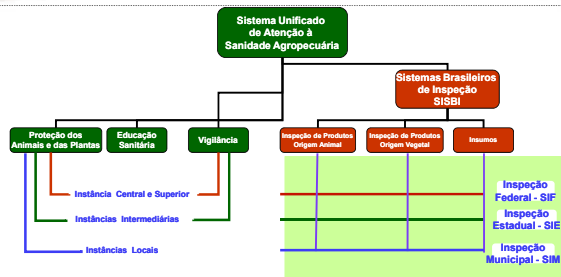 Sistema Unificado
de Atenção à
Sanidade Agropecuária
Sistemas Brasileiros
de Inspeção
SISBI
Proteção dos
Animais e das Plantas
Educação
Sanitária
Vigilância
Inspeção de Produtos
Origem Animal
Inspeção de Produtos
Origem Vegetal
Insumos
Instância Central e Superior
Inspeção
Federal - SIF
Instâncias Intermediárias
Inspeção
Estadual - SIE
Instâncias Locais
Inspeção
Municipal - SIM